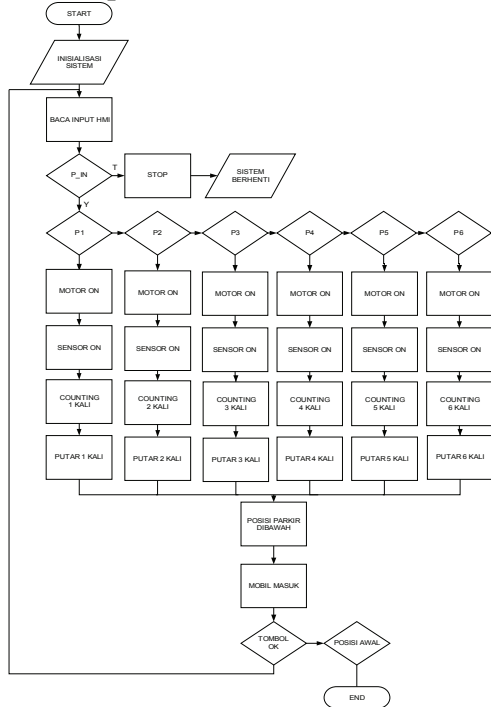 START
INISIALISASI
SISTEM
BACA INPUT HMI
P_IN
T
STOP
SISTEM
BERHENTI
Y
P1
P2
P3
P4
P5
P6
MOTOR ON
MOTOR ON
MOTOR ON
MOTOR ON
MOTOR ON
MOTOR ON
SENSOR ON
SENSOR ON
SENSOR ON
SENSOR ON
SENSOR ON
SENSOR ON
COUNTING
1 KALI
COUNTING
2 KALI
COUNTING
3 KALI
COUNTING
4 KALI
COUNTING
5 KALI
COUNTING
6 KALI
PUTAR 1 KALI
PUTAR 2 KALI
PUTAR 3 KALI
PUTAR 4 KALI
PUTAR 5 KALI
PUTAR 6 KALI
POSISI PARKIR
DIBAWAH
MOBIL MASUK
TOMBOL
OK
POSISI AWAL
END